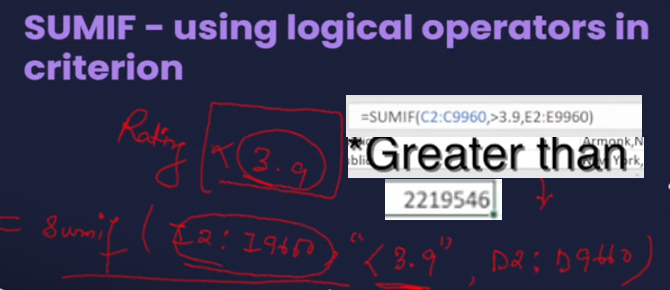 SUMIF - using logical operators in
criterion
=SUMIF(C2:C9960,>3.9,E2:E9960)
Armonk,N
*Greater than
York,
2219546
Rating < 3.9
= Sumif ( I2: I9660, "< 3.9", D2: D9660)